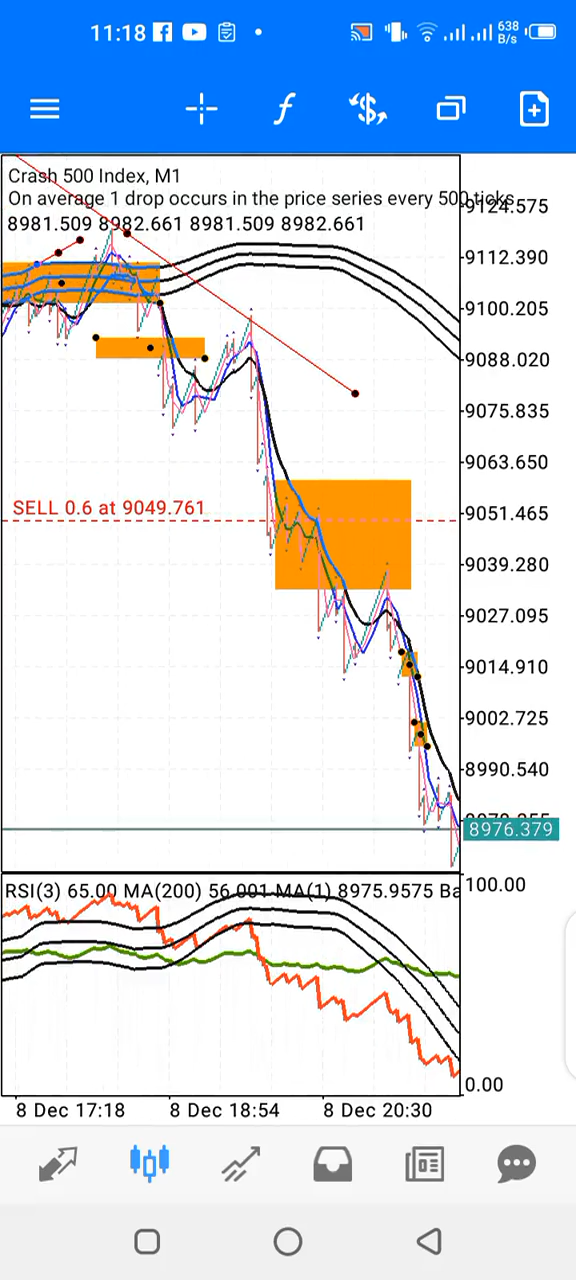 11:18
638
B/s
f
$
Crash 500 Index, M1
On average 1 drop occurs in the price series every 500 ticks
8981.509 8982.661 8981.509 8982.661
9124.575
9112.390
9100.205
9088.020
9075.835
9063.650
SELL 0.6 at 9049.761
9051.465
9039.280
9027.095
9014.910
9002.725
8990.540
8976.379
RSI(3) 65.00 MA(200) 56.001 MA(1) 8975.9575 Ba
100.00
0.00
8 Dec 17:18
8 Dec 18:54
8 Dec 20:30